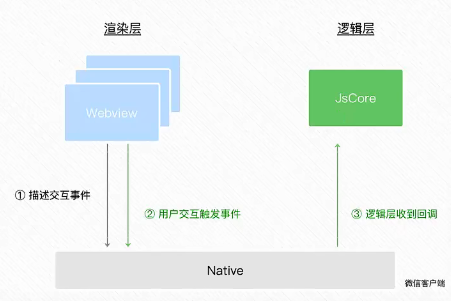 渲染层
逻辑层
Webview
JsCore
① 描述交互事件
② 用户交互触发事件
③ 逻辑层收到回调
Native
微信客户端